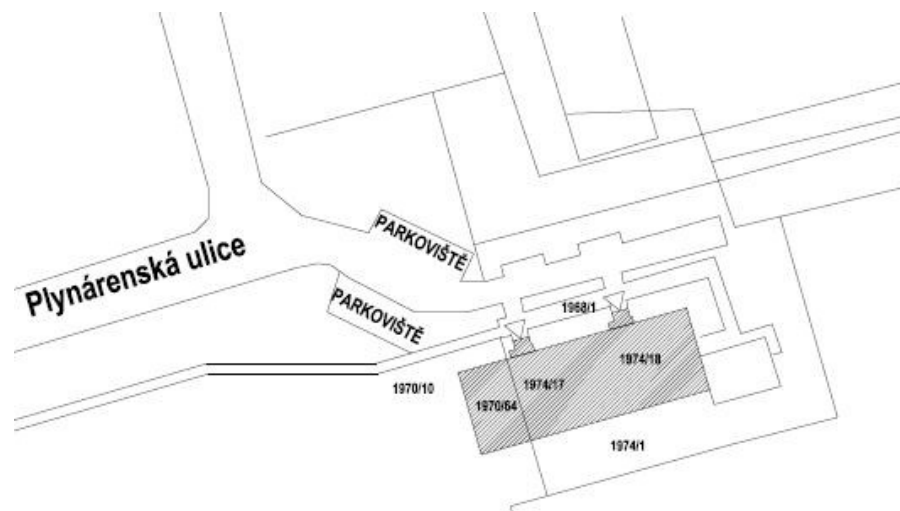 PARKOVIŠTĚ
Plynárenská ulice
PARKOVIŠTĚ
1968/1
1974/18
1970/10
1974/17
1970/64
1974/1